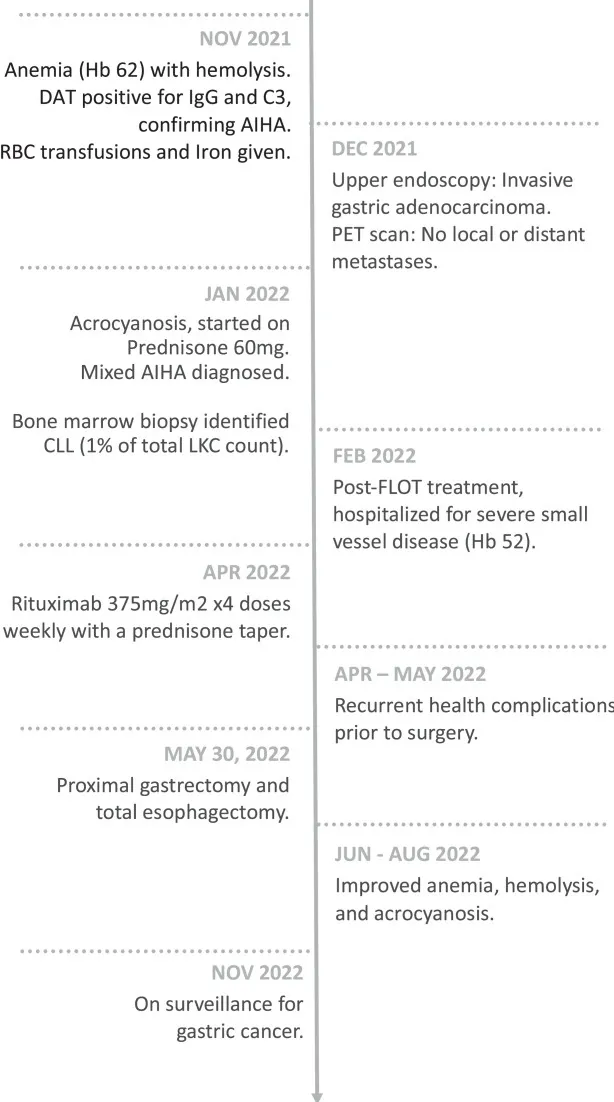 NOV 2021
Anemia (Hb 62) with hemolysis.
DAT positive for IgG and C3,
confirming AIHA.
RBC transfusions and Iron given.
DEC 2021
Upper endoscopy: Invasive
gastric adenocarcinoma.
PET scan: No local or distant
metastases.
JAN 2022
Acrocyanosis, started on
Prednisone 60mg.
Mixed AIHA diagnosed.
Bone marrow biopsy identified
CLL (1% of total LKC count).
FEB 2022
Post-FLOT treatment,
hospitalized for severe small
vessel disease (Hb 52).
APR 2022
Rituximab 375mg/m2 x4 doses
weekly with a prednisone taper.
APR – MAY 2022
Recurrent health complications
prior to surgery.
MAY 30, 2022
Proximal gastrectomy and
total esophagectomy.
JUN - AUG 2022
Improved anemia, hemolysis,
and acrocyanosis.
NOV 2022
On surveillance for
gastric cancer.